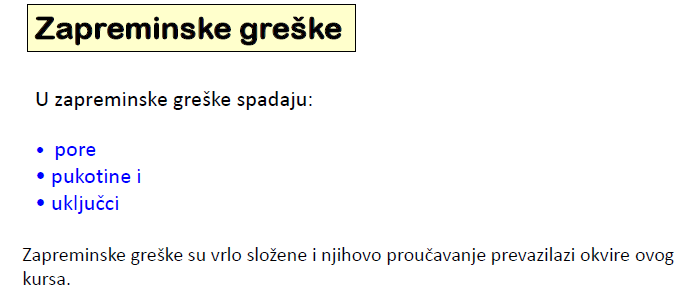 Zapreminske greške
U zapreminske greške spadaju:
• pore
• pukotine i
• uključci
Zapreminske greške su vrlo složene i njihovo proučavanje prevazilazi okvire ovog
kursa.